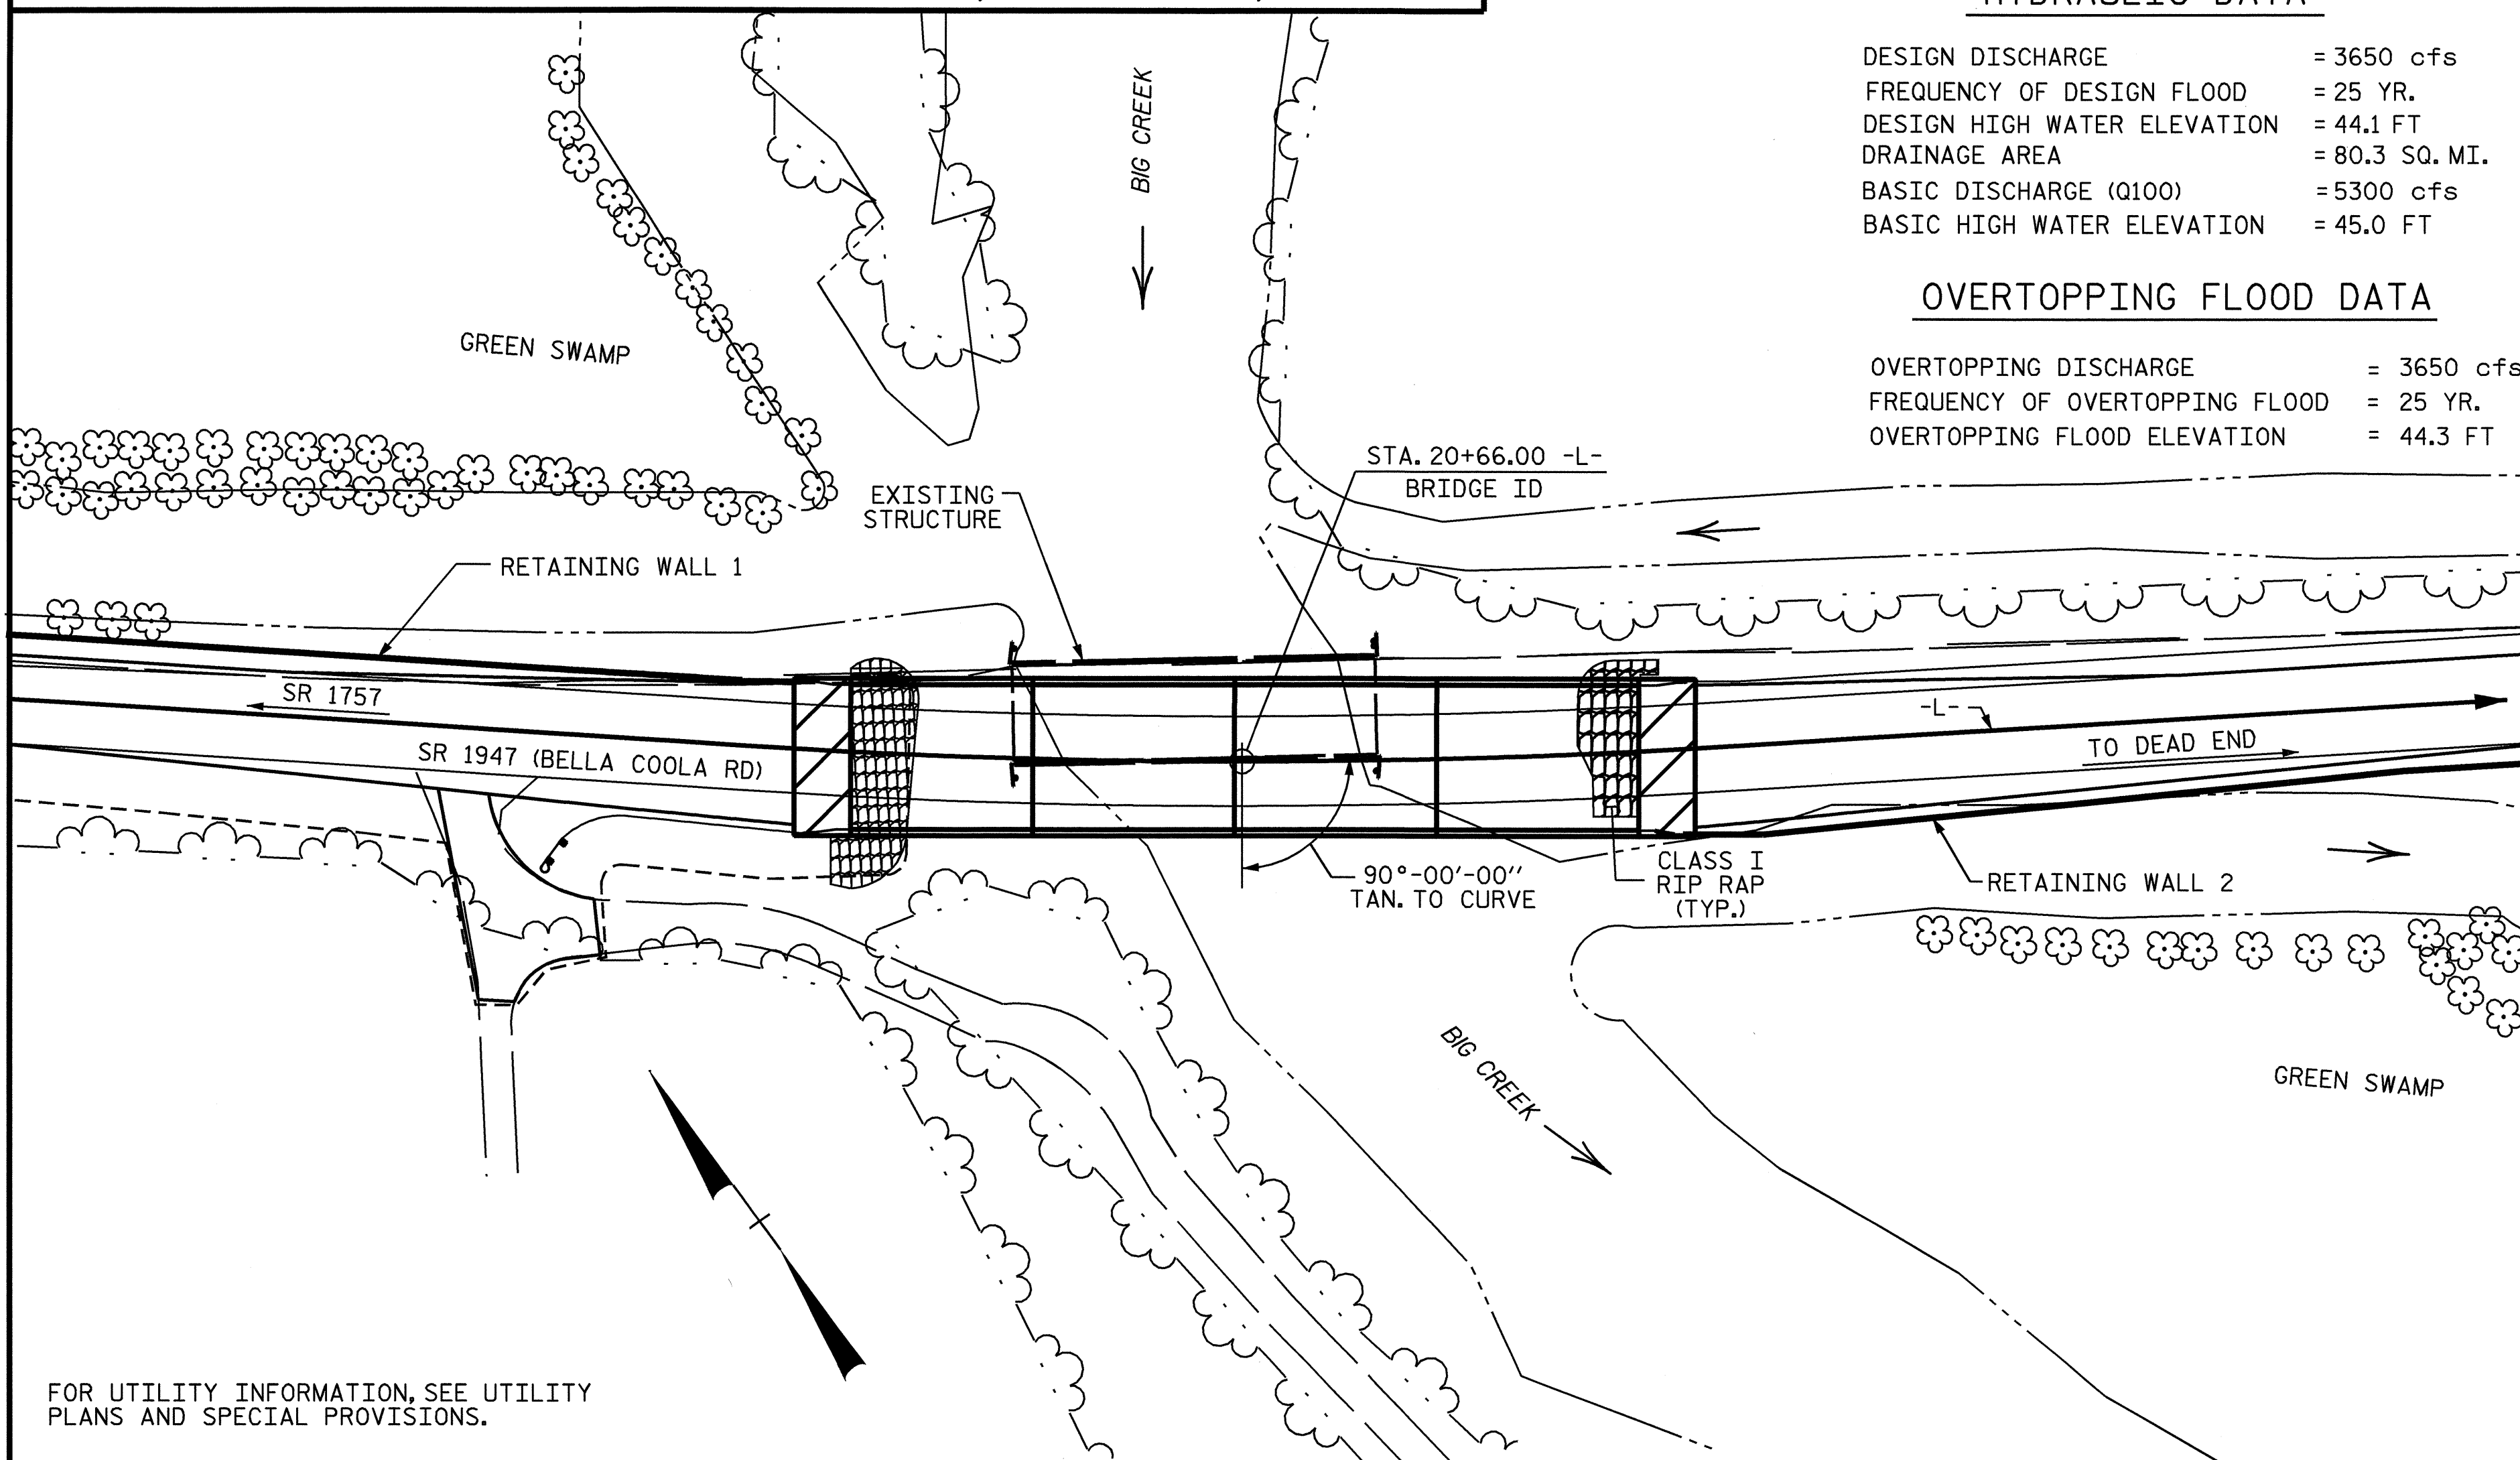 HYDRAULIC DATA
DESIGN DISCHARGE = 3650 cfs
FREQUENCY OF DESIGN FLOOD = 25 YR.
DESIGN HIGH WATER ELEVATION = 44.1 FT
DRAINAGE AREA = 80.3 SQ. MI.
BASIC DISCHARGE (Q100) = 5300 cfs
BASIC HIGH WATER ELEVATION = 45.0 FT
OVERTOPPING FLOOD DATA
OVERTOPPING DISCHARGE = 3650 cfs
FREQUENCY OF OVERTOPPING FLOOD = 25 YR.
OVERTOPPING FLOOD ELEVATION = 44.3 FT
BIG CREEK
GREEN SWAMP
STA. 20+66.00 -L-
BRIDGE ID
EXISTING
STRUCTURE
RETAINING WALL 1
SR 1757
SR 1947 (BELLA COOLA RD)
-L-
TO DEAD END
90°-00'-00''
TAN. TO CURVE
CLASS I
RIP RAP
(TYP.)
RETAINING WALL 2
BIG CREEK
GREEN SWAMP
FOR UTILITY INFORMATION, SEE UTILITY
PLANS AND SPECIAL PROVISIONS.